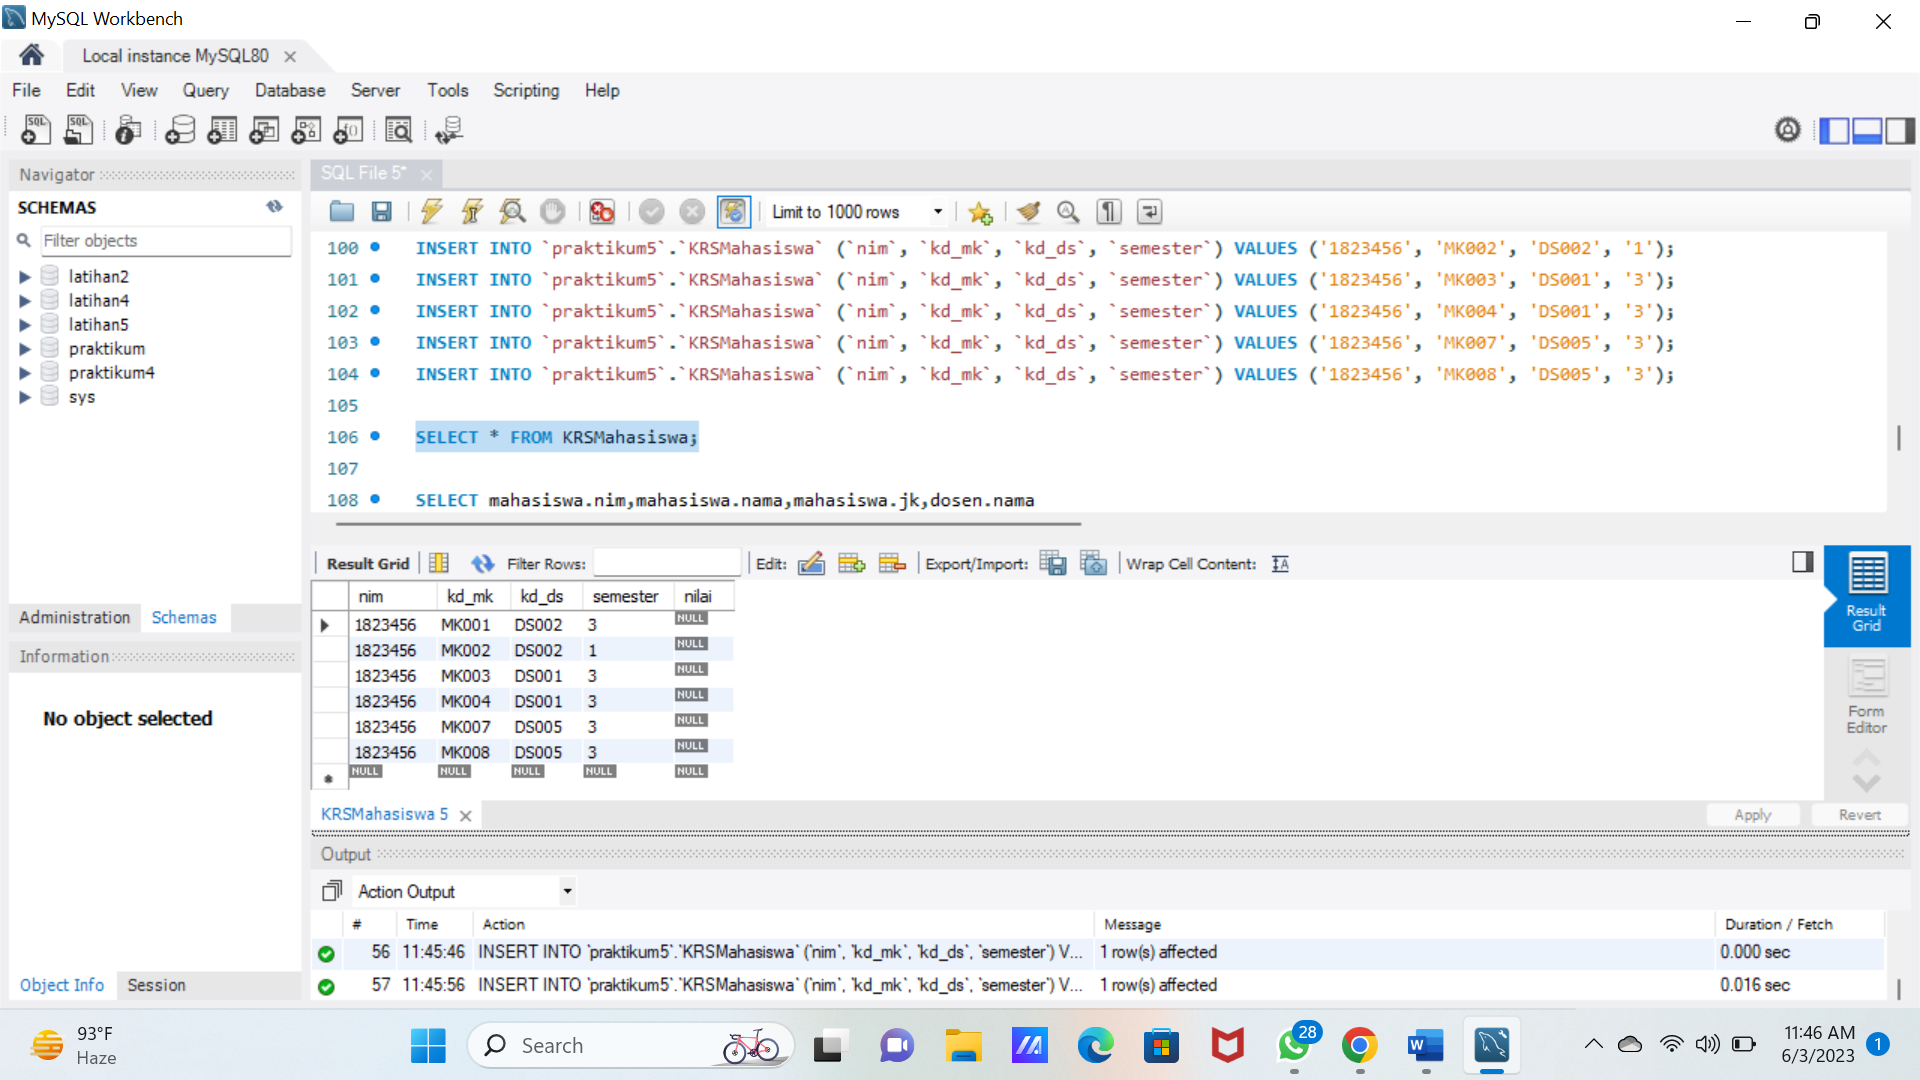 MySQL Workbench
Local instance MySQL80
File Edit View Query Database Server Tools Scripting Help
Navigator
SCHEMAS
Filter objects
latihan2
latihan4
latihan5
praktikum
praktikum4
sys
Administration Schemas
Information
No object selected
Object Info Session
SQL File 5*
Limit to 1000 rows
100 INSERT INTO `praktikum5`.`KRSMahasiswa` (`nim`, `kd_mk`, `kd_ds`, `semester`) VALUES ('1823456', 'MK002', 'DS002', '1');
101 INSERT INTO `praktikum5`.`KRSMahasiswa` (`nim`, `kd_mk`, `kd_ds`, `semester`) VALUES ('1823456', 'MK003', 'DS001', '3');
102 INSERT INTO `praktikum5`.`KRSMahasiswa` (`nim`, `kd_mk`, `kd_ds`, `semester`) VALUES ('1823456', 'MK004', 'DS001', '3');
103 INSERT INTO `praktikum5`.`KRSMahasiswa` (`nim`, `kd_mk`, `kd_ds`, `semester`) VALUES ('1823456', 'MK007', 'DS005', '3');
104 INSERT INTO `praktikum5`.`KRSMahasiswa` (`nim`, `kd_mk`, `kd_ds`, `semester`) VALUES ('1823456', 'MK008', 'DS005', '3');
105
106 SELECT * FROM KRSMahasiswa;
107
108 SELECT mahasiswa.nim,mahasiswa.nama,mahasiswa.jk,dosen.nama
Result Grid Filter Rows: Edit: Export/Import: Wrap Cell Content:
nim kd_mk kd_ds semester nilai
1823456 MK001 DS002 3 NULL
1823456 MK002 DS002 1 NULL
1823456 MK003 DS001 3 NULL
1823456 MK004 DS001 3 NULL
1823456 MK007 DS005 3 NULL
1823456 MK008 DS005 3 NULL
NULL NULL NULL NULL NULL
Result
Grid
Form
Editor
KRSMahasiswa 5
Apply Revert
Output
Action Output
# Time Action Message Duration / Fetch
56 11:45:46 INSERT INTO `praktikum5`.`KRSMahasiswa` (`nim`, `kd_mk`, `kd_ds`, `semester`) V... 1 row(s) affected 0.000 sec
57 11:45:56 INSERT INTO `praktikum5`.`KRSMahasiswa` (`nim`, `kd_mk`, `kd_ds`, `semester`) V... 1 row(s) affected 0.016 sec
93°F
Haze
Search
28
11:46 AM
6/3/2023
1